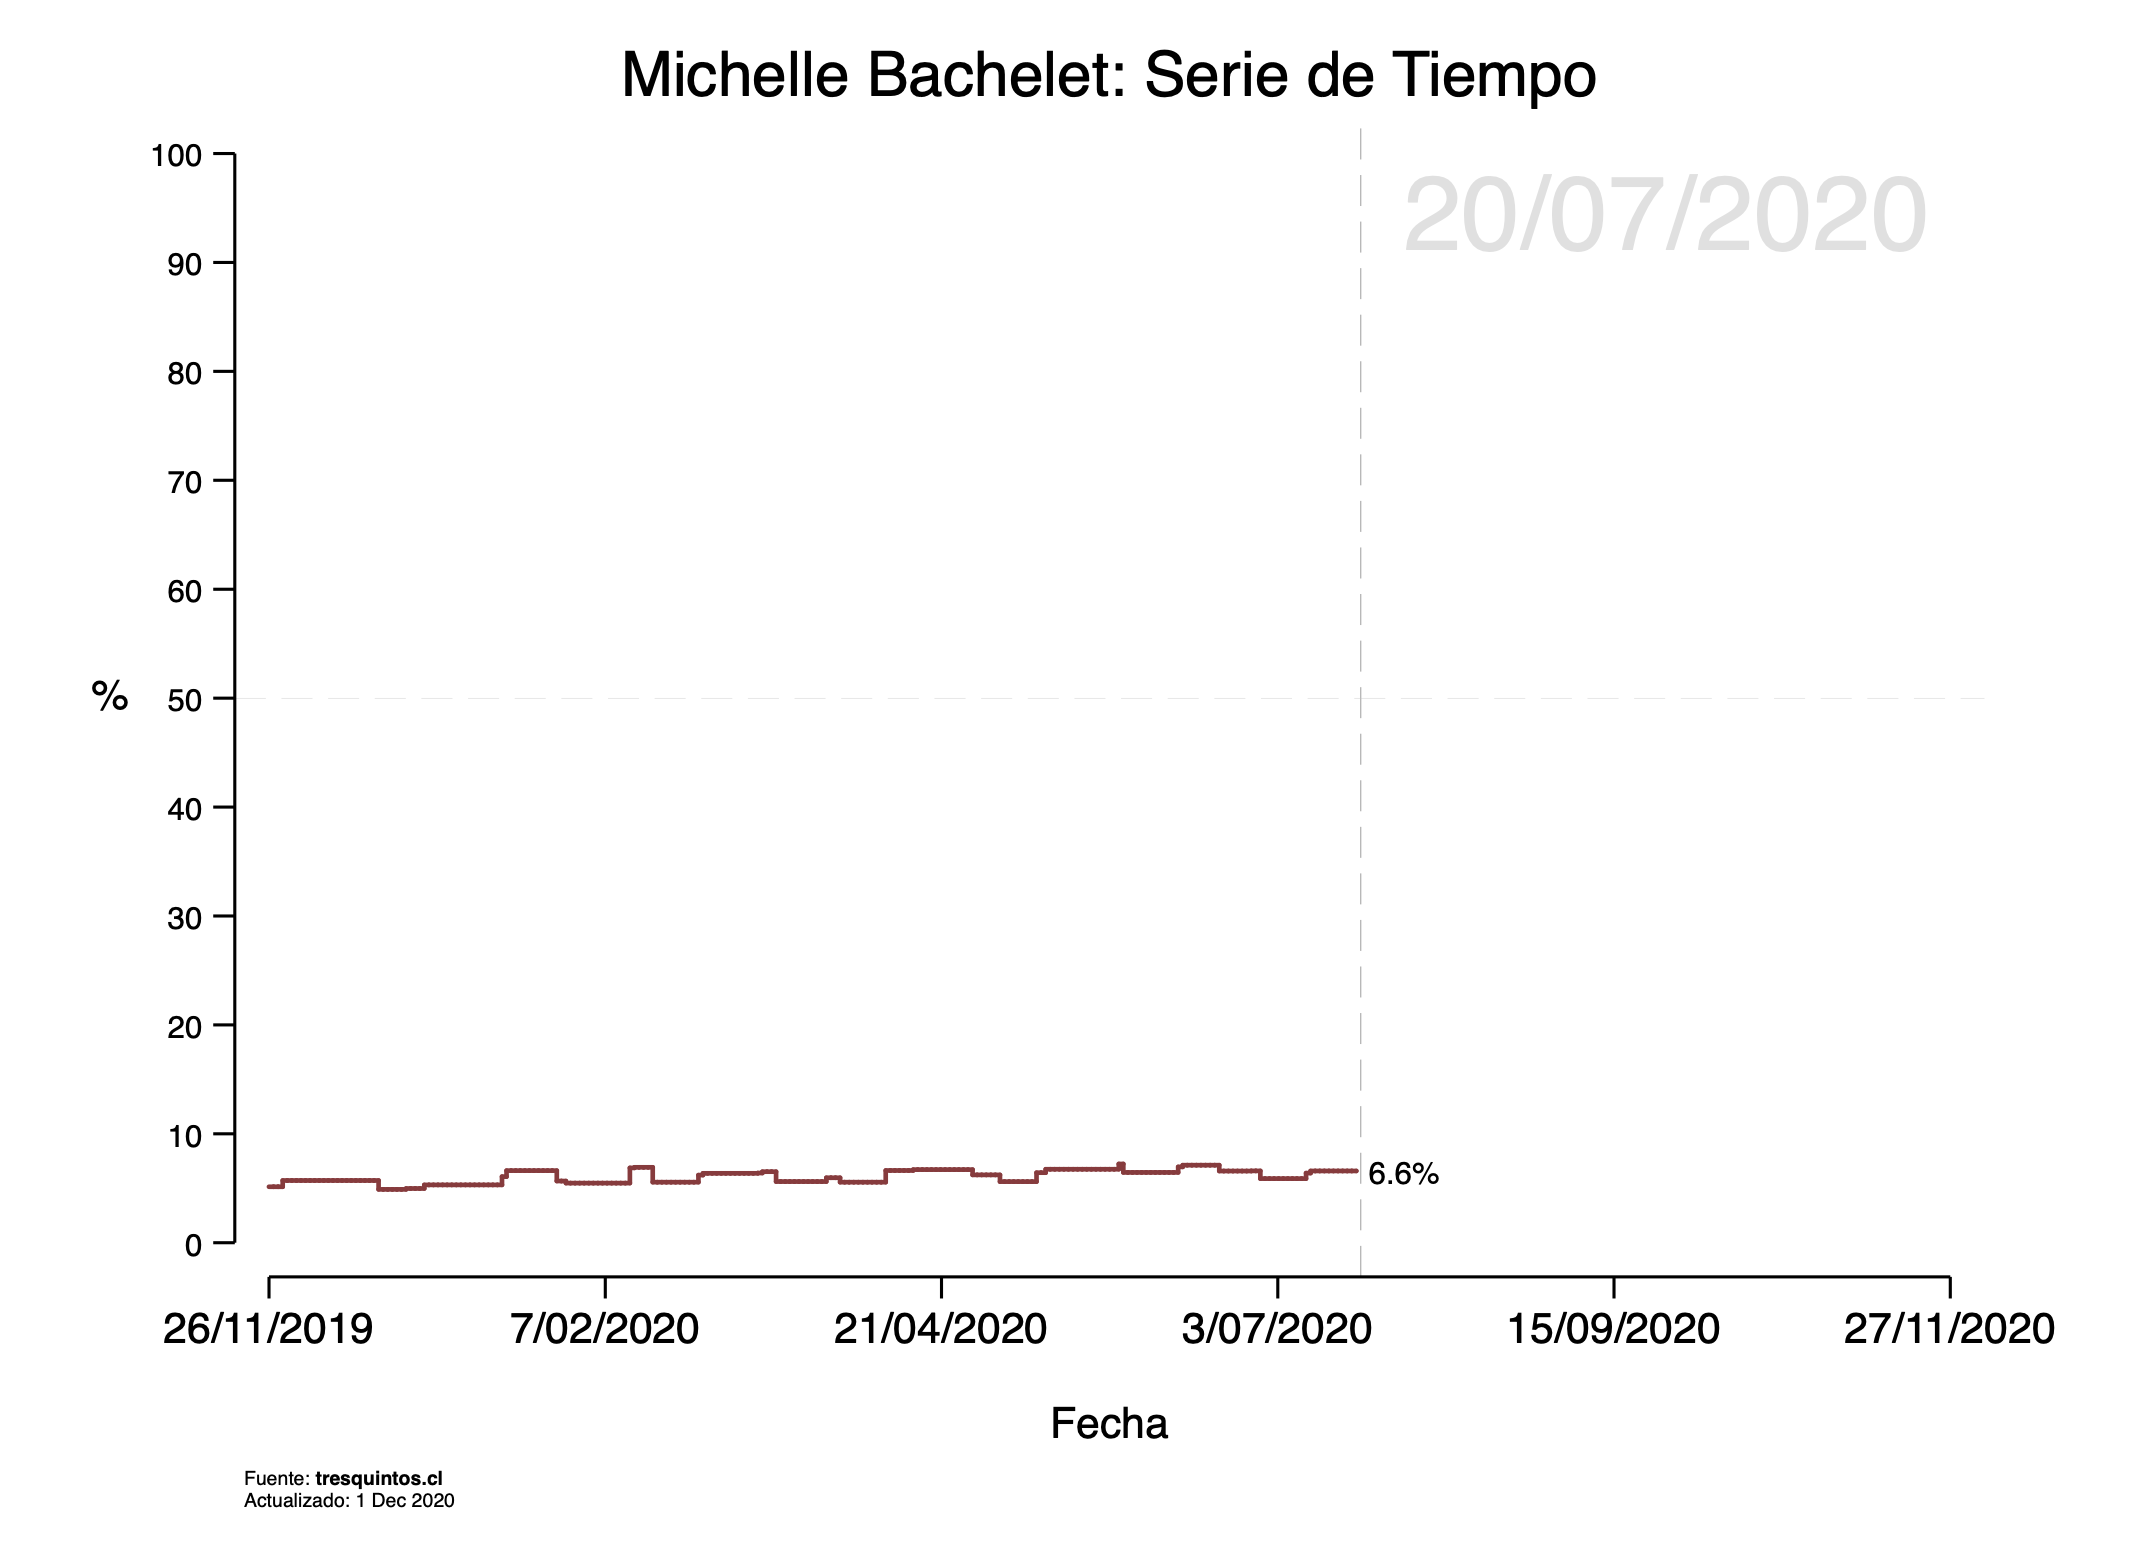 Michelle Bachelet: Serie de Tiempo
20/07/2020
100
90
80
70
60
50
40
30
20
10
0
%
6.6%
26/11/2019 7/02/2020 21/04/2020 3/07/2020 15/09/2020 27/11/2020
Fecha
Fuente: tresquintos.cl
Actualizado: 1 Dec 2020